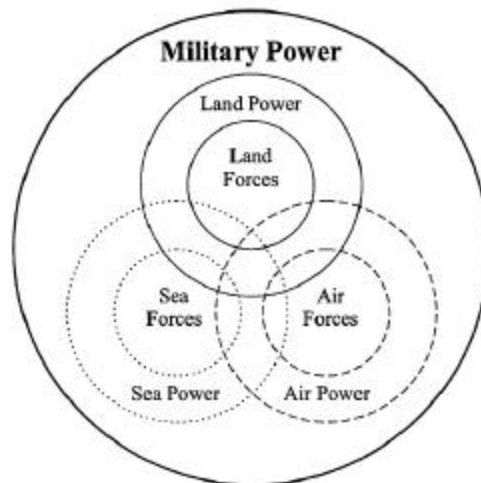 Military Power
Land Power
Land
Forces
Sea
Forces
Air
Forces
Sea Power
Air Power